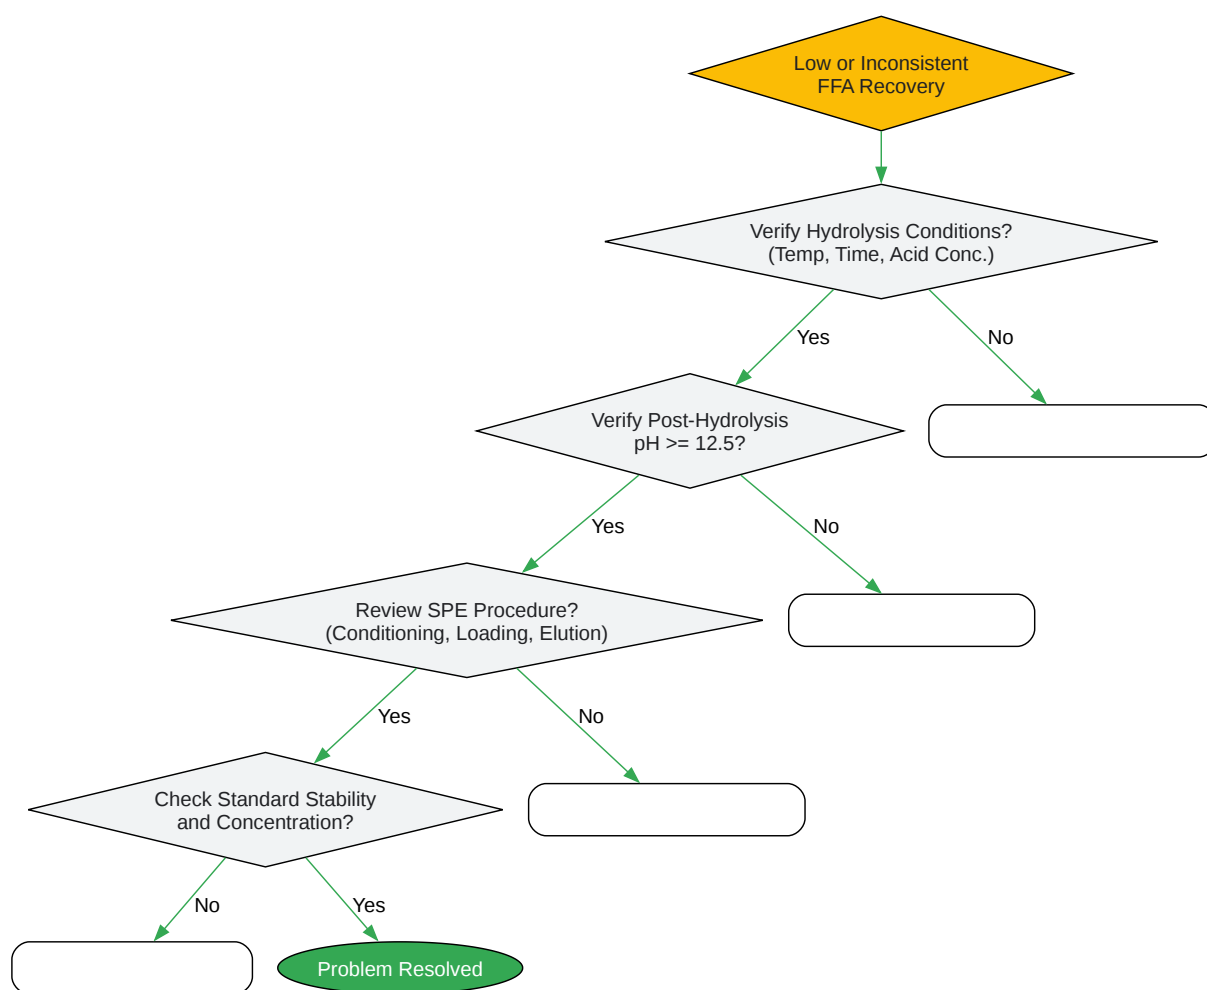 Low or Inconsistent
FFA Recovery
Verify Hydrolysis Conditions?
(Temp, Time, Acid Conc.)
Yes
No
Verify Post-Hydrolysis
pH >= 12.5?
Yes
No
Review SPE Procedure?
(Conditioning, Loading, Elution)
Yes
No
Check Standard Stability
and Concentration?
No
Yes
Problem Resolved